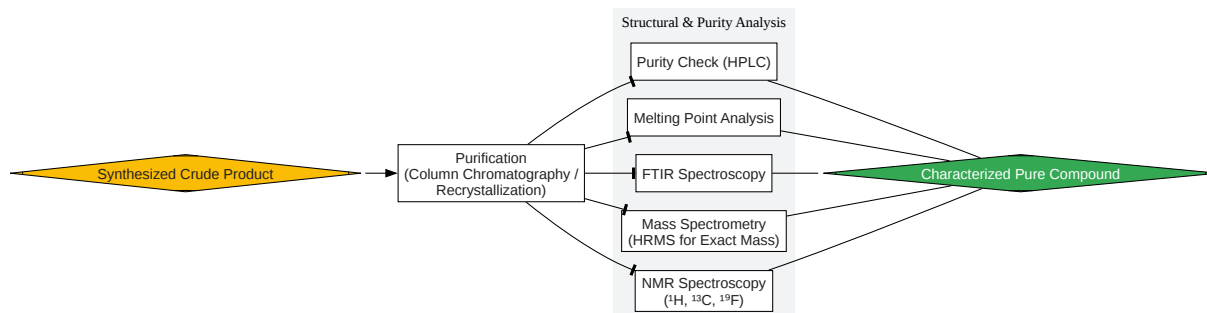 Structural & Purity Analysis
Purity Check (HPLC)
Melting Point Analysis
Synthesized Crude Product
Purification
(Column Chromatography /
Recrystallization)
FTIR Spectroscopy
Characterized Pure Compound
Mass Spectrometry
(HRMS for Exact Mass)
NMR Spectroscopy
(¹H, ¹³C, ¹⁹F)